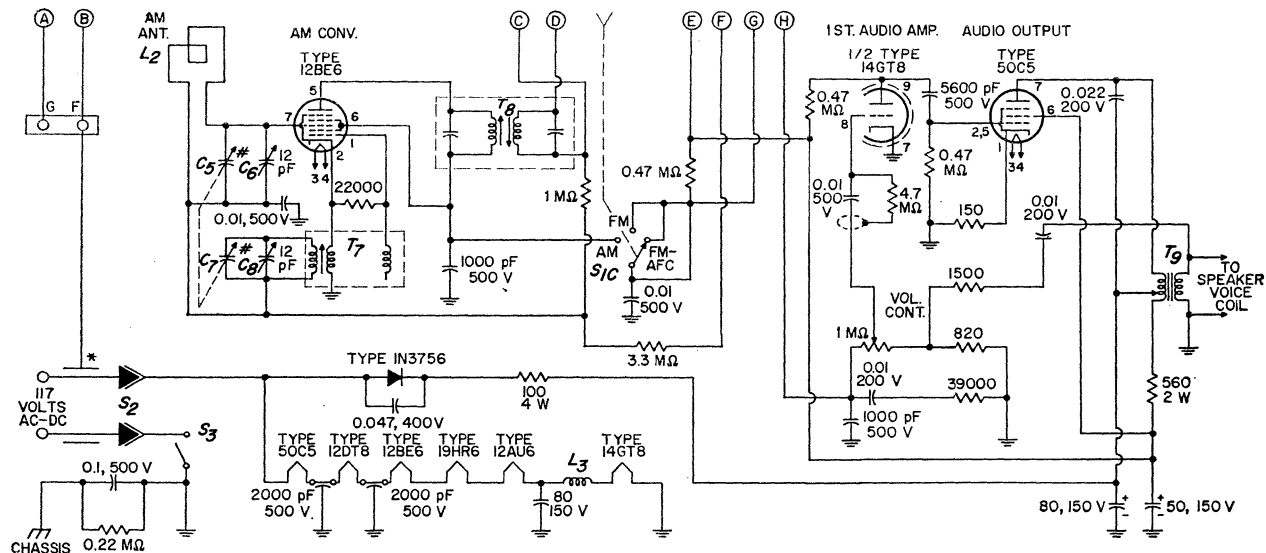 A
B
C
D
E
F
G
H
AM
ANT.
L2
AM CONV.
TYPE
12BE6
1ST. AUDIO AMP.
1/2 TYPE
14GT8
AUDIO OUTPUT
TYPE
50C5
G
F
5
7
6
1
2
3 4
T8
C5
#
C6
12
pF
22000
0.01, 500 V
C7
#
C8
12
pF
T7
1 MΩ
1000 pF
500 V
FM
AM
FM-
AFC
S1C
0.01
500 V
0.47 MΩ
3.3 MΩ
0.47
MΩ
9
8
7
5600 pF
500 V
7
2,5
6
1
3 4
0.022
200 V
0.01
500
V
4.7
MΩ
0.47
MΩ
150
0.01
200 V
1500
T9
TO
SPEAKER
VOICE
COIL
VOL.
CONT.
1 MΩ
820
0.01
200 V
39000
1000 pF
500 V
560
2 W
*
117
VOLTS
AC-DC
S2
S3
TYPE IN3756
0.047, 400 V
100
4 W
TYPE
50C5
TYPE
12DT8
TYPE
12BE6
TYPE
19HR6
TYPE
12AU6
L3
TYPE
14GT8
2000 pF
500 V
2000 pF
500 V
80
150 V
0.1, 500 V
0.22 MΩ
CHASSIS
80, 150 V
+
-
+
-
50, 150 V